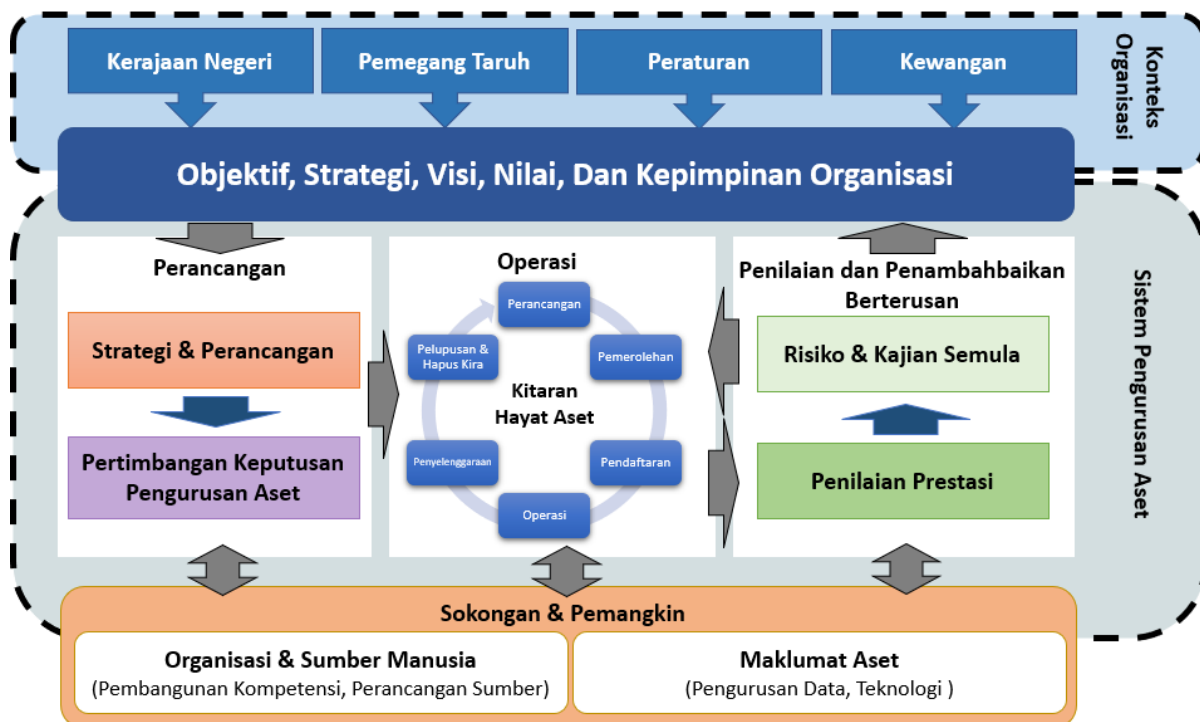 Kerajaan Negeri
Pemegang Taruh
Peraturan
Kewangan
Konteks
Organisasi
Objektif, Strategi, Visi, Nilai, Dan Kepimpinan Organisasi
Perancangan
Strategi & Perancangan
Pertimbangan Keputusan
Pengurusan Aset
Operasi
Perancangan
Pemerolehan
Pendaftaran
Operasi
Penyelenggaraan
Pelupusan &
Hapus Kira
Kitaran
Hayat Aset
Penilaian dan Penambahbaikan
Berterusan
Risiko & Kajian Semula
Penilaian Prestasi
Sistem Pengurusan Aset
Sokongan & Pemangkin
Organisasi & Sumber Manusia
(Pembangunan Kompetensi, Perancangan Sumber)
Maklumat Aset
(Pengurusan Data, Teknologi )